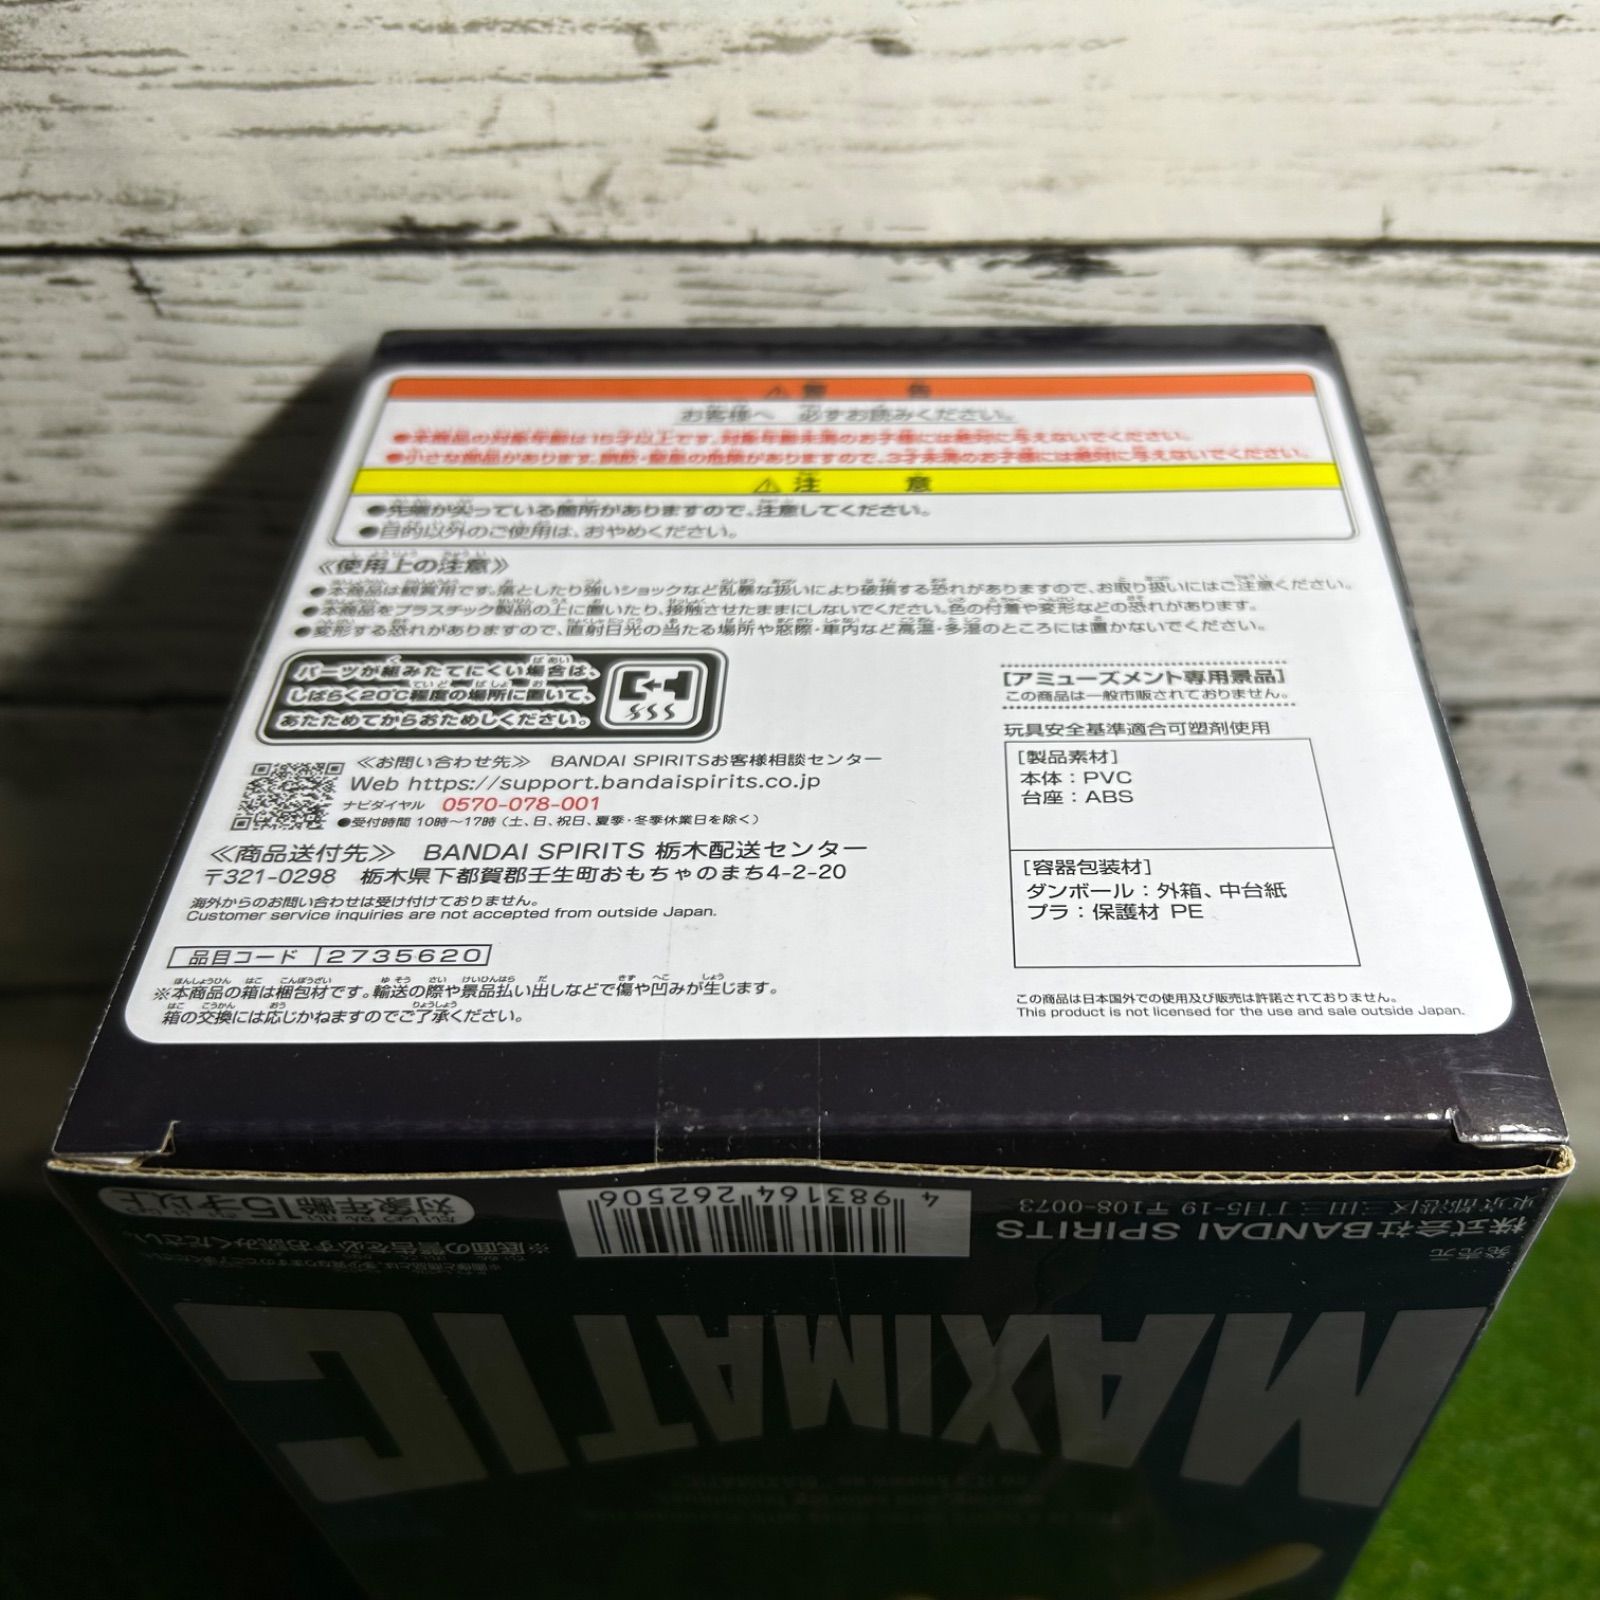 ⚠警 告
お客様へ 必ずお読みください。
●本商品の対象年齢は15才以上です。対象年齢未満のお子様には絶対に与えないでください。
●小さな部品があります。誤飲・窒息の危険がありますので、3才未満のお子様には絶対に与えないでください。
⚠注 意
●先端が尖っている箇所がありますので、注意してください。
●目的以外のご使用は、おやめください。
≪使用上の注意≫
●本商品は観賞用です。落としたり強いショックなど乱暴な扱いにより破損する恐れがありますので、お取り扱いにはご注意ください。
●本商品をプラスチック製品の上に置いたり、接触させたままにしないでください。色の付着や変形などの恐れがあります。
●変形する恐れがありますので、直射日光の当たる場所や窓際・車内など高温・多湿のところには置かないでください。
パーツが組みたてにくい場合は、
しばらく20℃程度の場所に置いて、
あたためてからおためしください。
[アミューズメント専用景品]
この商品は一般市販されておりません。
玩具安全基準適合可塑剤使用
[製品素材]
本体：PVC
台座：ABS
[容器包装材]
ダンボール：外箱、中台紙
プラ：保護材 PE
≪お問い合わせ先≫ BANDAI SPIRITSお客様相談センター
Web https://support.bandaispirits.co.jp
ナビダイヤル 0570-078-001
●受付時間 10時～17時（土、日、祝日、夏季・冬季休業日を除く）
≪商品送付先≫ BANDAI SPIRITS 栃木配送センター
〒321-0298 栃木県下都賀郡壬生町おもちゃのまち4-2-20
海外からのお問い合わせは受け付けておりません。
Customer service inquiries are not accepted from outside Japan.
品目コード 2735620
※本商品の箱は梱包材です。輸送の際や景品払い出しなどで傷や凹みが生じます。
箱の交換には応じかねますのでご了承ください。
この商品は日本国外での使用及び販売は許諾されておりません。
This product is not licensed for the use and sale outside Japan.
対象年齢15才以上
※底面の警告を必ずお読みください。
4 983164 262506
発売元
株式会社BANDAI SPIRITS
東京都港区三田三丁目5-19 〒108-0073
MAXIMATIC